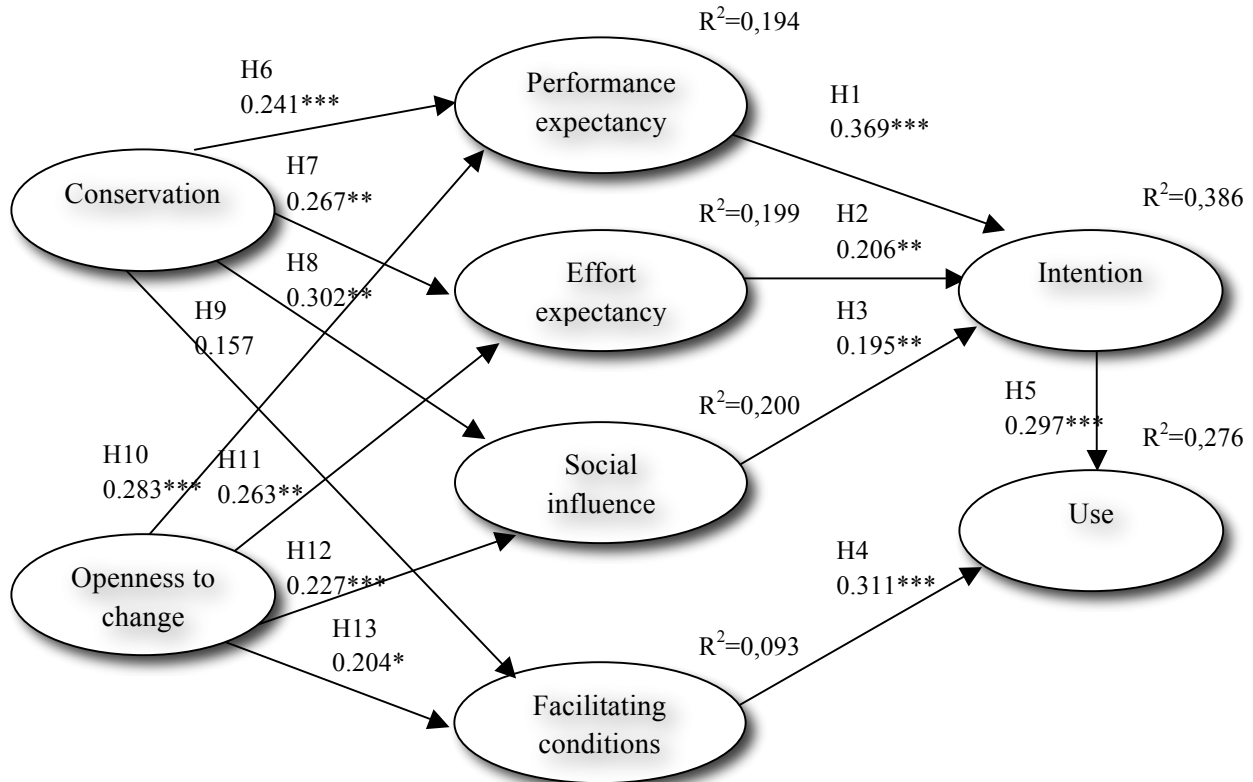 R²=0,194
Performance
expectancy
H6
0.241***
H1
0.369***
Conservation
H7
0.267**
R²=0,199
H2
0.206**
R²=0,386
Effort
expectancy
Intention
H8
0.302**
H9
0.157
H3
0.195**
R²=0,200
H5
0.297***
R²=0,276
H10
0.283***
H11
0.263**
Social
influence
Use
Openness to
change
H12
0.227***
H4
0.311***
H13
0.204*
R²=0,093
Facilitating
conditions